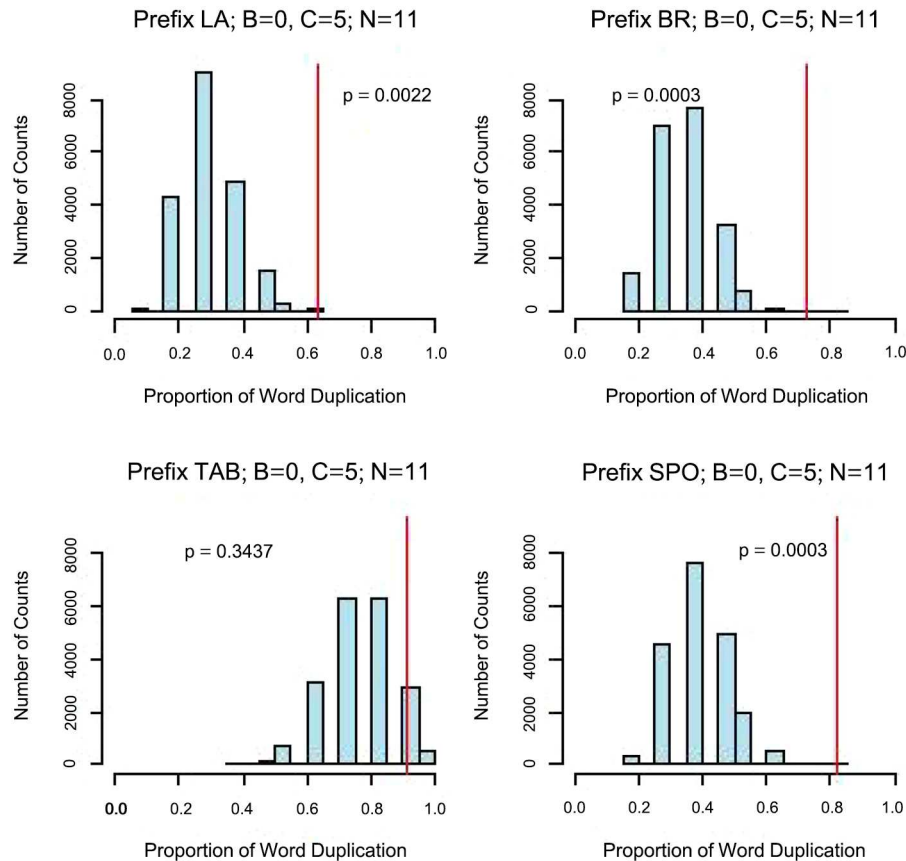 Prefix LA; B=0, C=5; N=11
p = 0.0022
Number of Counts
8000
6000
4000
2000
0
0.0 0.2 0.4 0.6 0.8 1.0
Proportion of Word Duplication
Prefix BR; B=0, C=5; N=11
p = 0.0003
Number of Counts
8000
6000
4000
2000
0
0.0 0.2 0.4 0.6 0.8 1.0
Proportion of Word Duplication
Prefix TAB; B=0, C=5; N=11
p = 0.3437
Number of Counts
8000
6000
4000
2000
0
0.0 0.2 0.4 0.6 0.8 1.0
Proportion of Word Duplication
Prefix SPO; B=0, C=5; N=11
p = 0.0003
Number of Counts
8000
6000
4000
2000
0
0.0 0.2 0.4 0.6 0.8 1.0
Proportion of Word Duplication